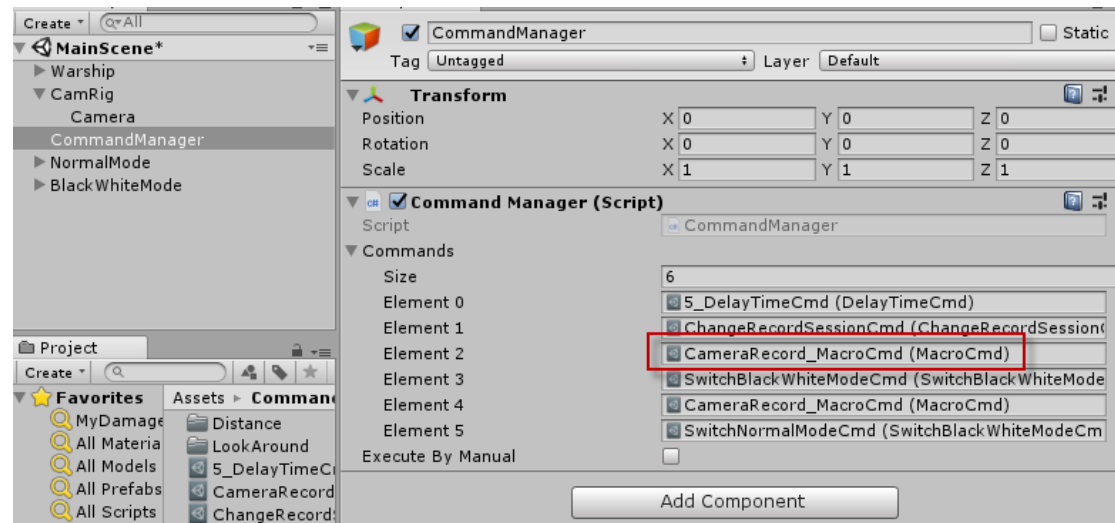 Create
All
MainScene*
Warship
CamRig
Camera
CommandManager
NormalMode
BlackWhiteMode
Project
Create
Favorites
MyDamage
All Materia
All Models
All Prefabs
All Scripts
Assets ▸ Comman
Distance
LookAround
5_DelayTimeC
CameraRecord
ChangeRecord
CommandManager
Static
Tag Untagged Layer Default
Transform
Position X 0 Y 0 Z 0
Rotation X 0 Y 0 Z 0
Scale X 1 Y 1 Z 1
Command Manager (Script)
Script CommandManager
Commands
Size 6
Element 0 5_DelayTimeCmd (DelayTimeCmd)
Element 1 ChangeRecordSessionCmd (ChangeRecordSession
Element 2 CameraRecord_MacroCmd (MacroCmd)
Element 3 SwitchBlackWhiteModeCmd (SwitchBlackWhiteMode
Element 4 CameraRecord_MacroCmd (MacroCmd)
Element 5 SwitchNormalModeCmd (SwitchBlackWhiteModeCm
Execute By Manual
Add Component